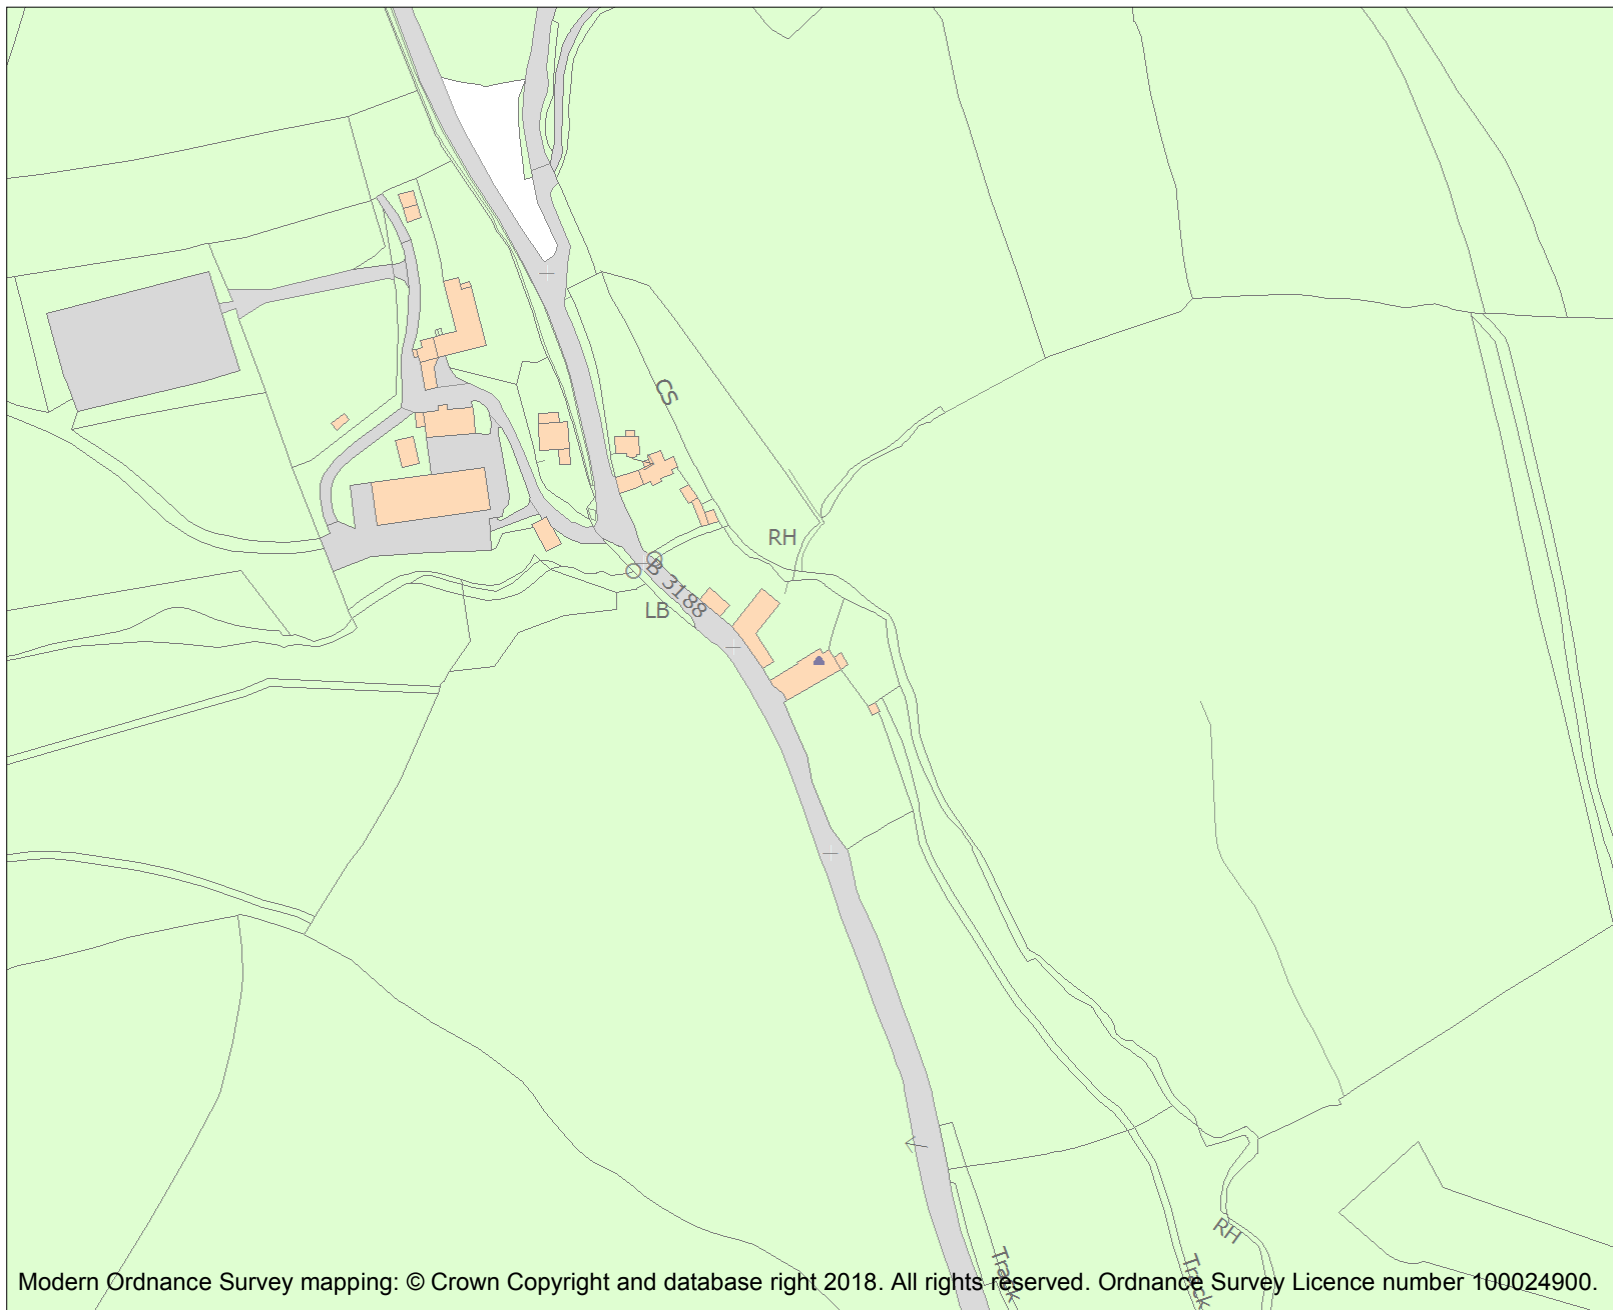 CS
RH
B 3188
LB
RH
Track
Track
Modern Ordnance Survey mapping: © Crown Copyright and database right 2018. All rights reserved. Ordnance Survey Licence number 100024900.